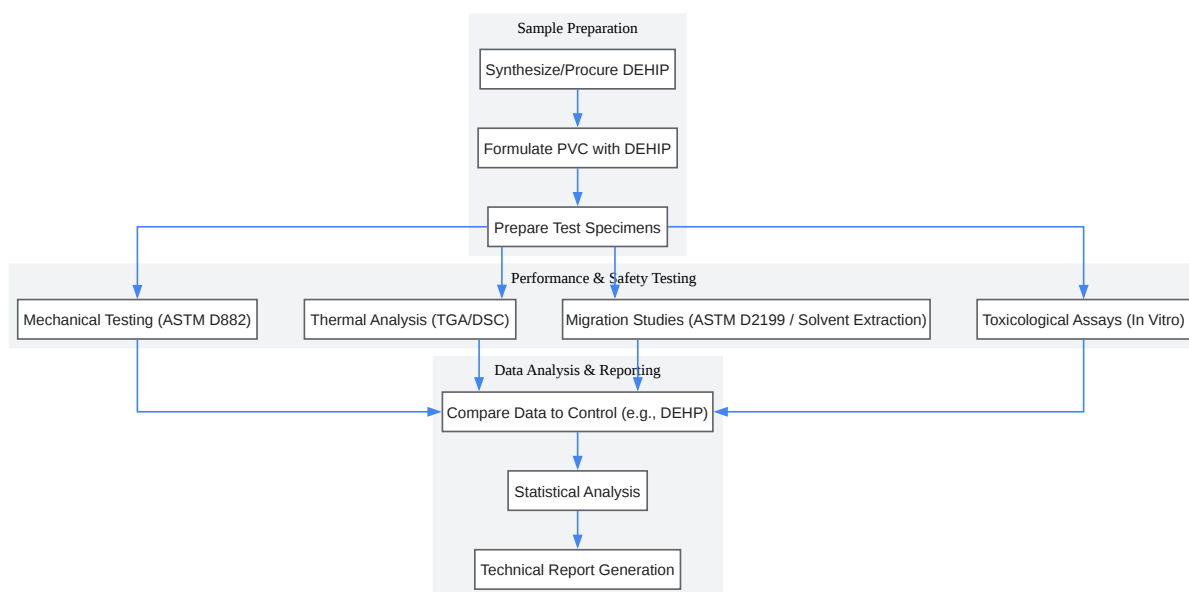 Sample Preparation
Synthesize/Procure DEHIP
Formulate PVC with DEHIP
Prepare Test Specimens
Performance & Safety Testing
Mechanical Testing (ASTM D882)
Thermal Analysis (TGA/DSC)
Migration Studies (ASTM D2199 / Solvent Extraction)
Toxicological Assays (In Vitro)
Data Analysis & Reporting
Compare Data to Control (e.g., DEHP)
Statistical Analysis
Technical Report Generation